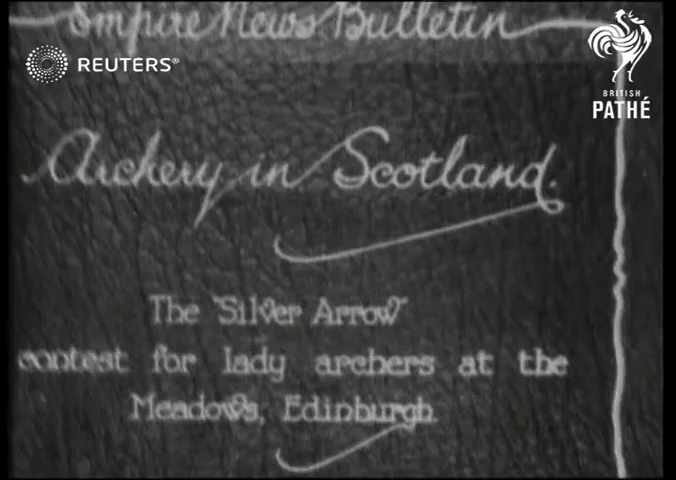 Empire News Bulletin
REUTERS®
BRITISH
PATHÉ
Archery in Scotland.
The "Silver Arrow"
contest for lady archers at the
Meadows, Edinburgh.